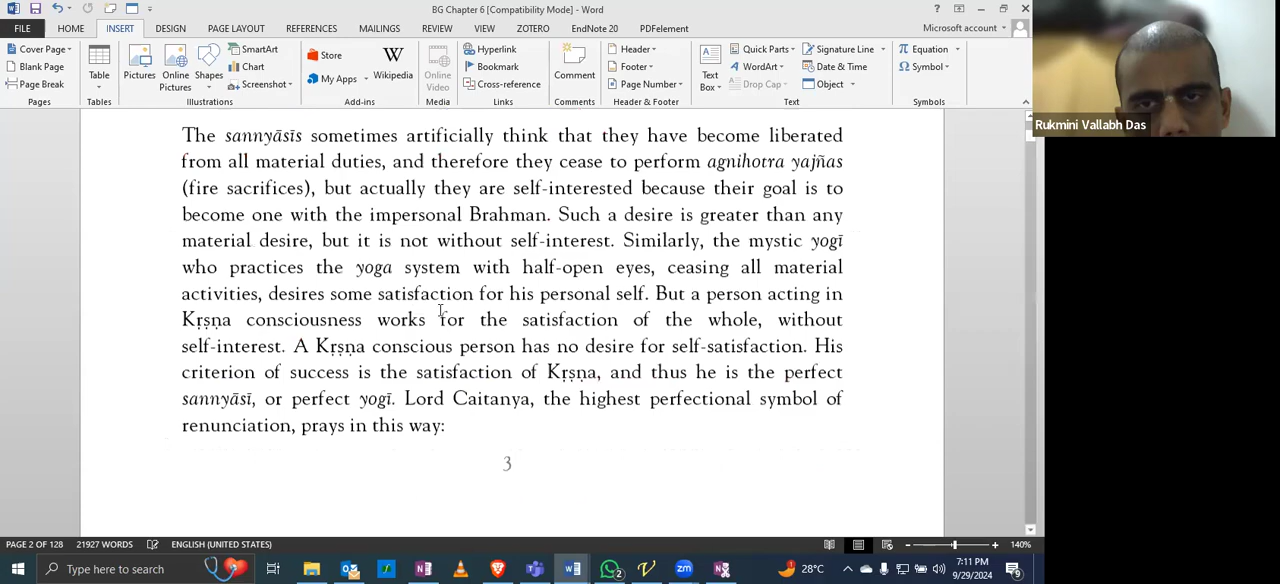 BG Chapter 6 [Compatibility Mode] - Word
FILE HOME INSERT DESIGN PAGE LAYOUT REFERENCES MAILINGS REVIEW VIEW ZOTERO EndNote 20 PDFelement Microsoft account
Cover Page
Blank Page
Page Break
Pages
Table
Tables
Pictures
Online Pictures
Shapes
SmartArt
Chart
Screenshot
Illustrations
Store
My Apps
W
Wikipedia
Add-ins
Online Video
Media
Hyperlink
Bookmark
Cross-reference
Links
Comment
Comments
Header
Footer
Page Number
Header & Footer
Text Box
Quick Parts
WordArt
Drop Cap
Signature Line
Date & Time
Object
Text
Equation
Symbol
Symbols
Rukmini Vallabh Das
The sannyāsīs sometimes artificially think that they have become liberated
from all material duties, and therefore they cease to perform agnihotra yajñas
(fire sacrifices), but actually they are self-interested because their goal is to
become one with the impersonal Brahman. Such a desire is greater than any
material desire, but it is not without self-interest. Similarly, the mystic yogī
who practices the yoga system with half-open eyes, ceasing all material
activities, desires some satisfaction for his personal self. But a person acting in
Kṛṣṇa consciousness works for the satisfaction of the whole, without
self-interest. A Kṛṣṇa conscious person has no desire for self-satisfaction. His
criterion of success is the satisfaction of Kṛṣṇa, and thus he is the perfect
sannyāsī, or perfect yogī. Lord Caitanya, the highest perfectional symbol of
renunciation, prays in this way:
3
PAGE 2 OF 128 21927 WORDS ENGLISH (UNITED STATES) 140%
Type here to search
28°C
7:11 PM
9/29/2024